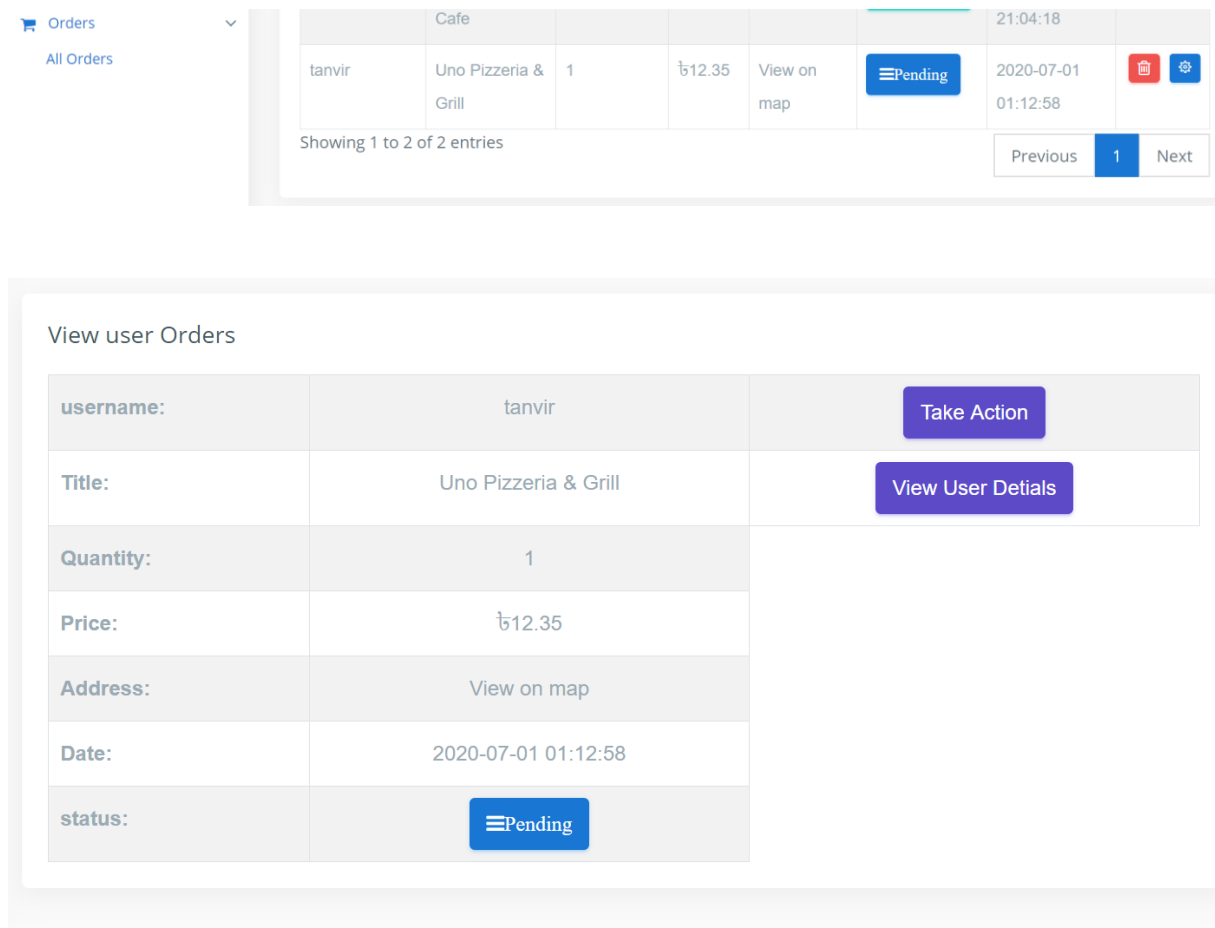 Orders
All Orders
Cafe 21:04:18
tanvir Uno Pizzeria & 1 ৳12.35 View on Pending 2020-07-01
Grill map 01:12:58
Showing 1 to 2 of 2 entries
Previous 1 Next
View user Orders
username: tanvir Take Action
Title: Uno Pizzeria & Grill View User Detials
Quantity: 1
Price: ৳12.35
Address: View on map
Date: 2020-07-01 01:12:58
status: Pending